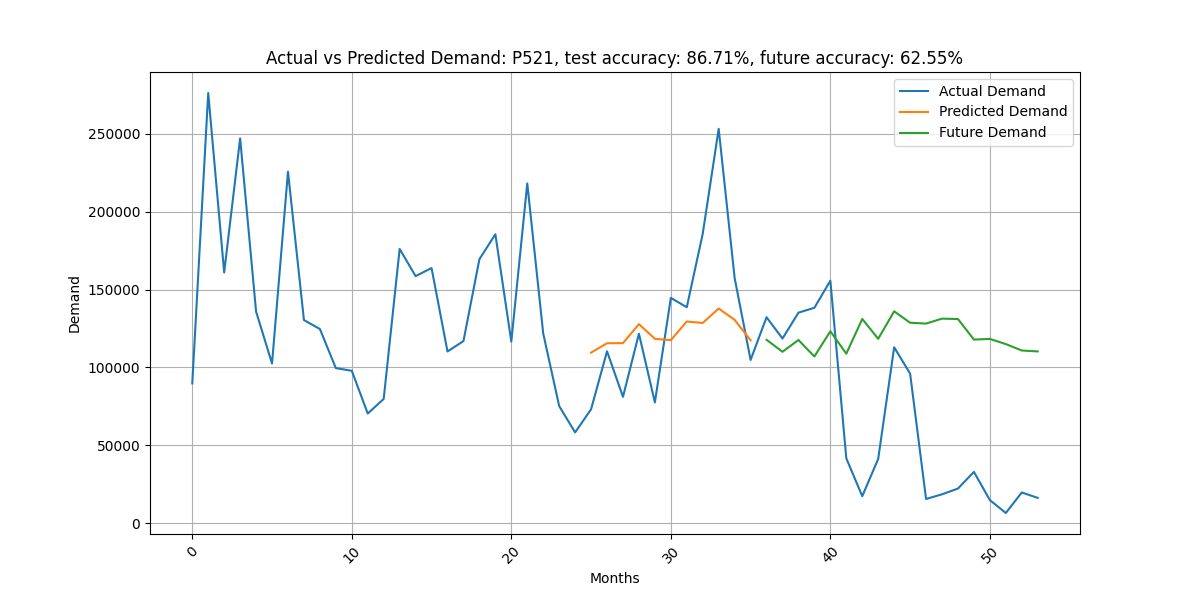 Actual vs Predicted Demand: P521, test accuracy: 86.71%, future accuracy: 62.55%
Actual Demand
Predicted Demand
Future Demand
250000
200000
150000
100000
50000
0
Demand
0 10 20 30 40 50
Months